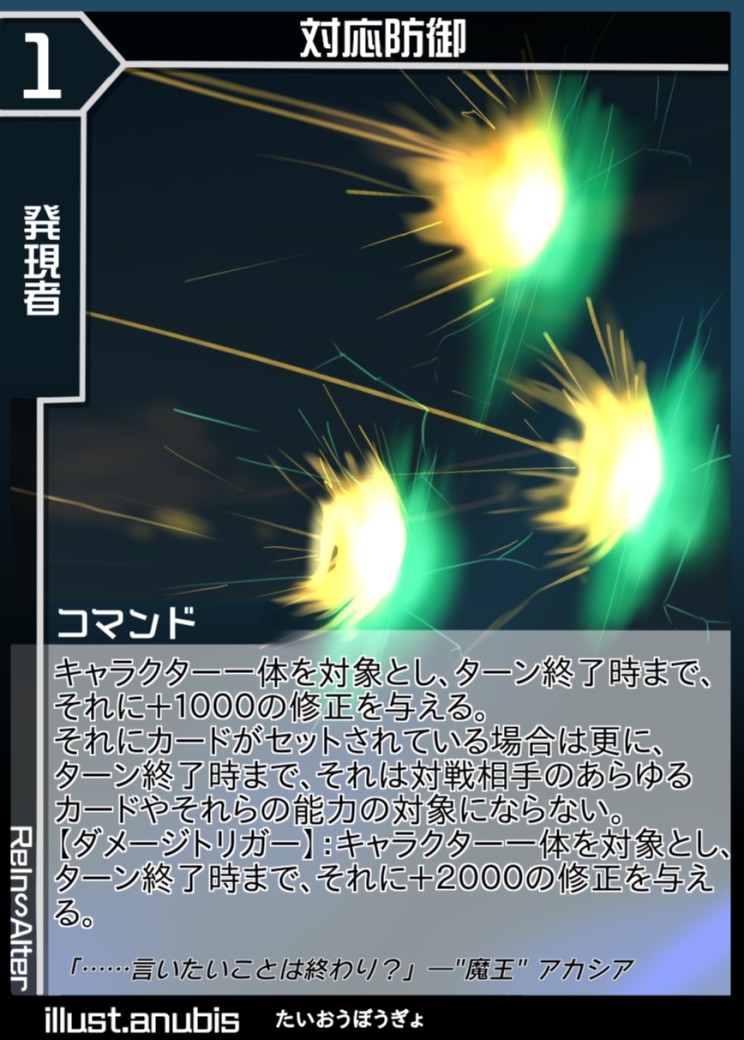 1
対応防御
発現者
コマンド
キャラクター一体を対象とし、ターン終了時まで、
それに+1000の修正を与える。
それにカードがセットされている場合は更に、
ターン終了時まで、それは対戦相手のあらゆる
カードやそれらの能力の対象にならない。
【ダメージトリガー】:キャラクター一体を対象とし、
ターン終了時まで、それに+2000の修正を与え
る。
「……言いたいことは終わり?」 ―"魔王" アカシア
ReIn∽Alter
illust.anubis
たいおうぼうぎょ